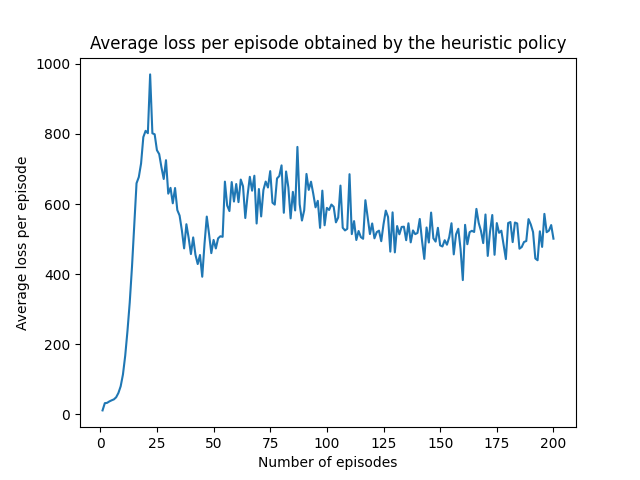 Average loss per episode obtained by the heuristic policy
1000
800
600
400
200
0
Average loss per episode
0 25 50 75 100 125 150 175 200
Number of episodes